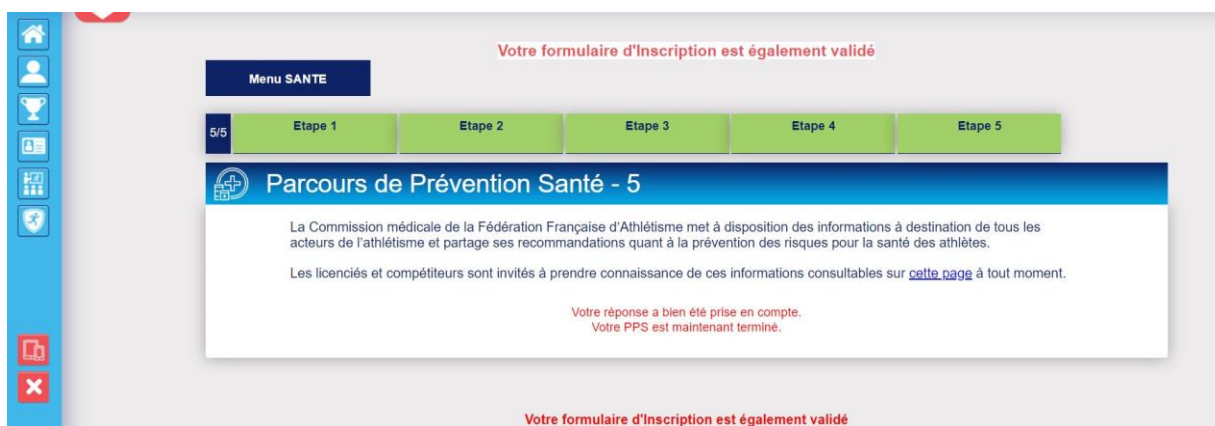 Votre formulaire d'Inscription est également validé
Menu SANTE
5/5 Etape 1 Etape 2 Etape 3 Etape 4 Etape 5
Parcours de Prévention Santé - 5
La Commission médicale de la Fédération Française d'Athlétisme met à disposition des informations à destination de tous les
acteurs de l'athlétisme et partage ses recommandations quant à la prévention des risques pour la santé des athlètes.
Les licenciés et compétiteurs sont invités à prendre connaissance de ces informations consultables sur cette page à tout moment.
Votre réponse a bien été prise en compte.
Votre PPS est maintenant terminé.
Votre formulaire d'Inscription est également validé